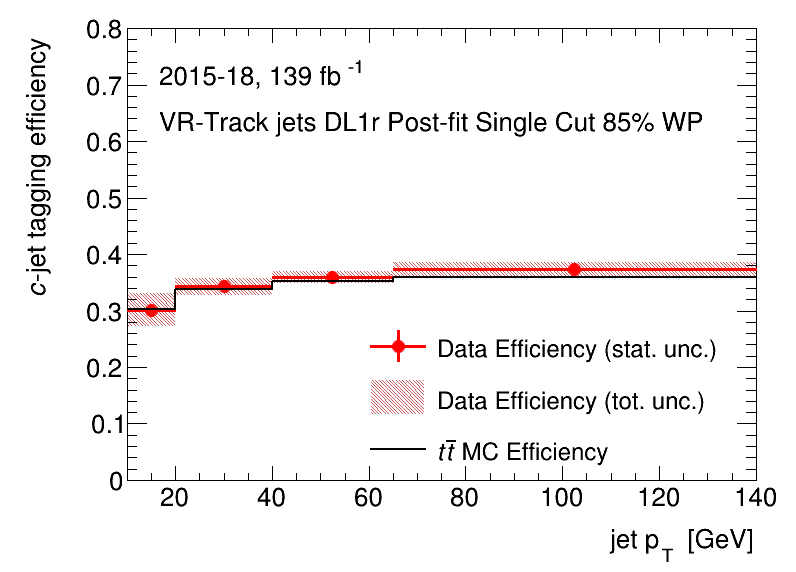 0.8
0.7
0.6
0.5
0.4
0.3
0.2
0.1
0
c-jet tagging efficiency
2015-18, 139 fb⁻¹
VR-Track jets DL1r Post-fit Single Cut 85% WP
Data Efficiency (stat. unc.)
Data Efficiency (tot. unc.)
tt̄ MC Efficiency
20 40 60 80 100 120 140
jet p_T [GeV]